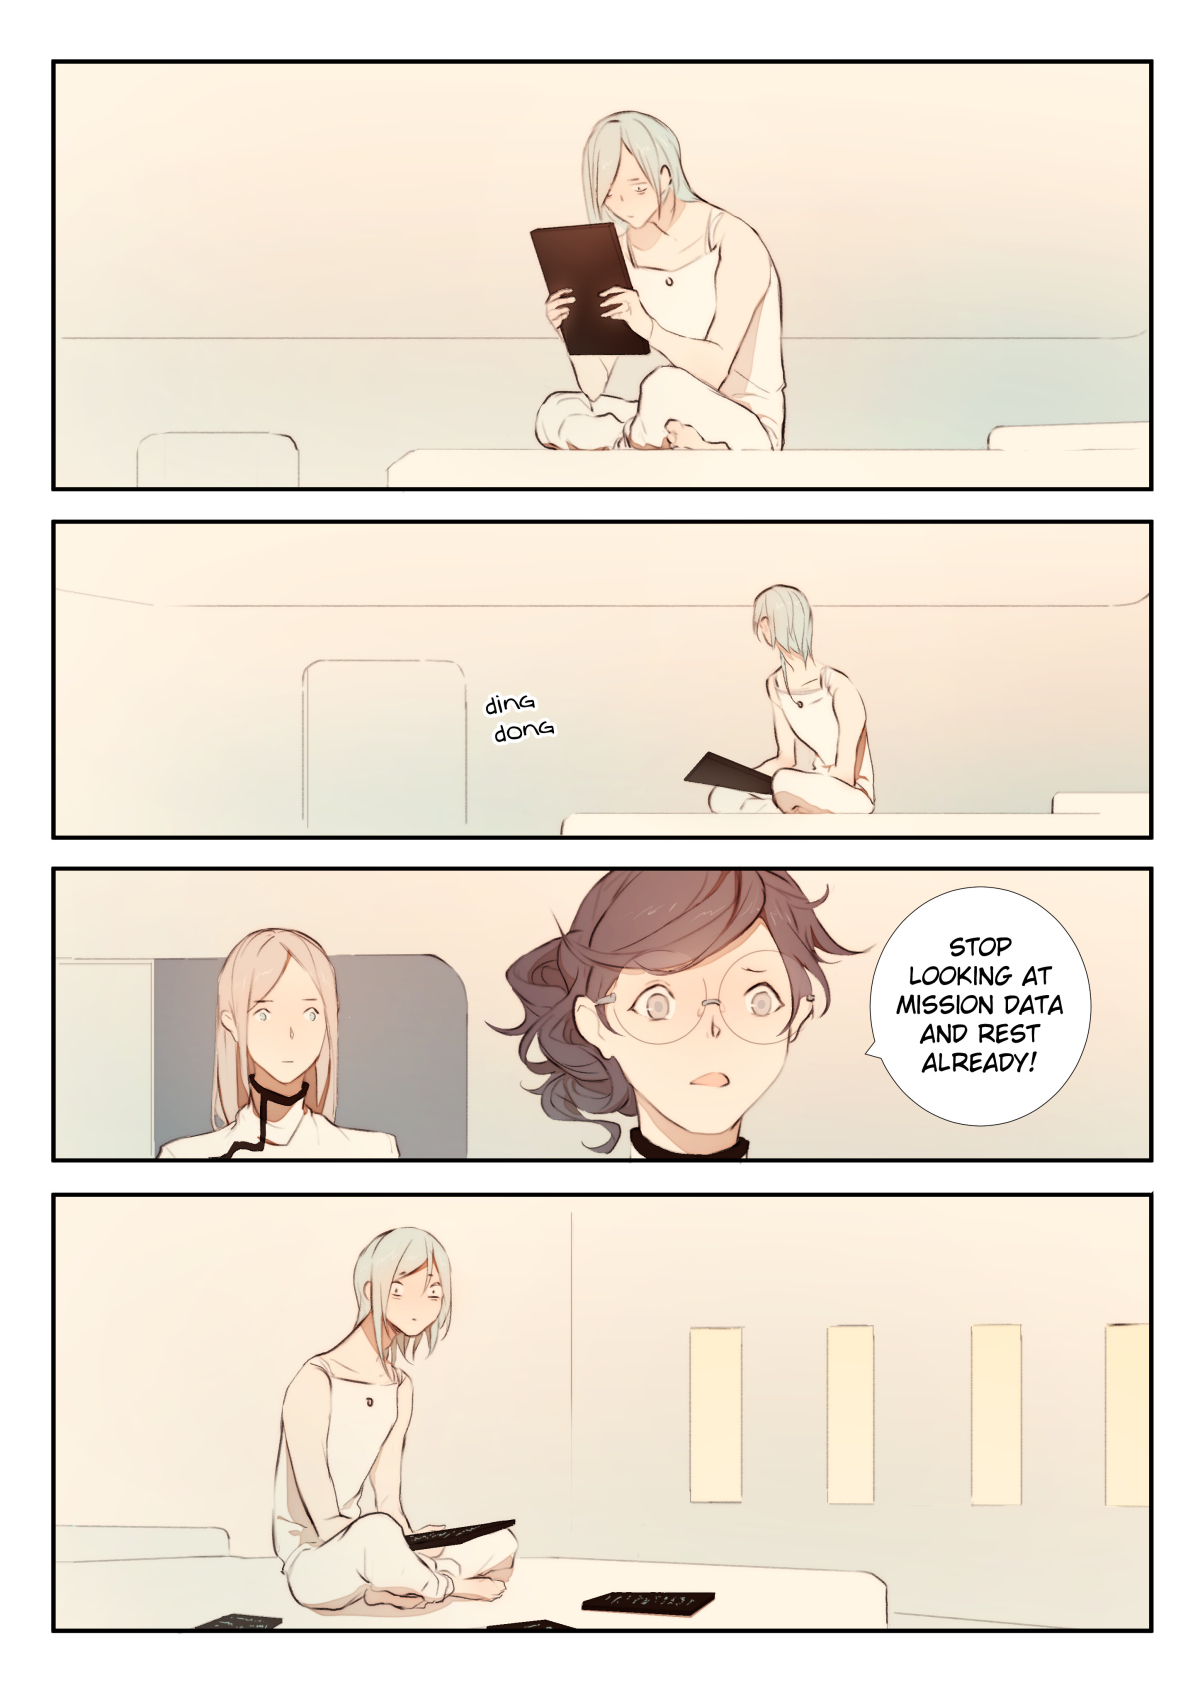 ding
dong
STOP
LOOKING AT
MISSION DATA
AND REST
ALREADY!